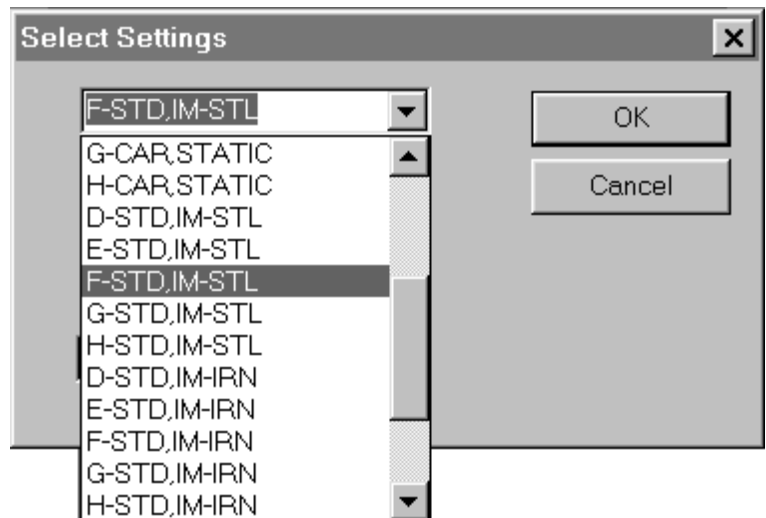 Select Settings
F-STD,IM-STL
OK
G-CAR,STATIC
H-CAR,STATIC
Cancel
D-STD,IM-STL
E-STD,IM-STL
F-STD,IM-STL
G-STD,IM-STL
H-STD,IM-STL
D-STD,IM-IRN
E-STD,IM-IRN
F-STD,IM-IRN
G-STD,IM-IRN
H-STD,IM-IRN